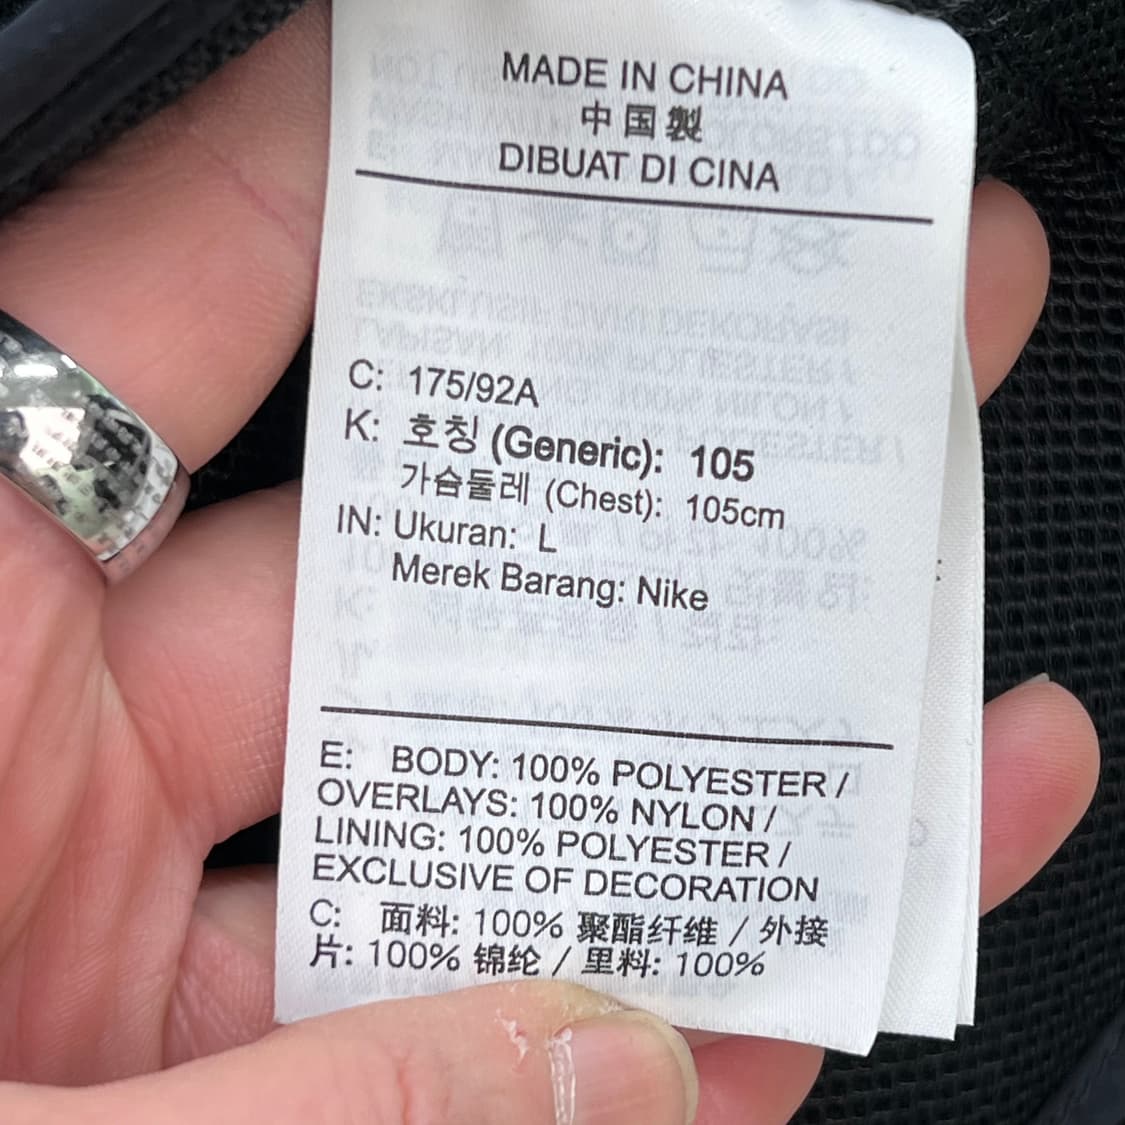 MADE IN CHINA
中国製
DIBUAT DI CINA
C: 175/92A
K: 호칭 (Generic): 105
가슴둘레 (Chest): 105cm
IN: Ukuran: L
Merek Barang: Nike
E: BODY: 100% POLYESTER /
OVERLAYS: 100% NYLON /
LINING: 100% POLYESTER /
EXCLUSIVE OF DECORATION
C: 面料: 100% 聚酯纤维 / 外接
片: 100% 锦纶 / 里料: 100%